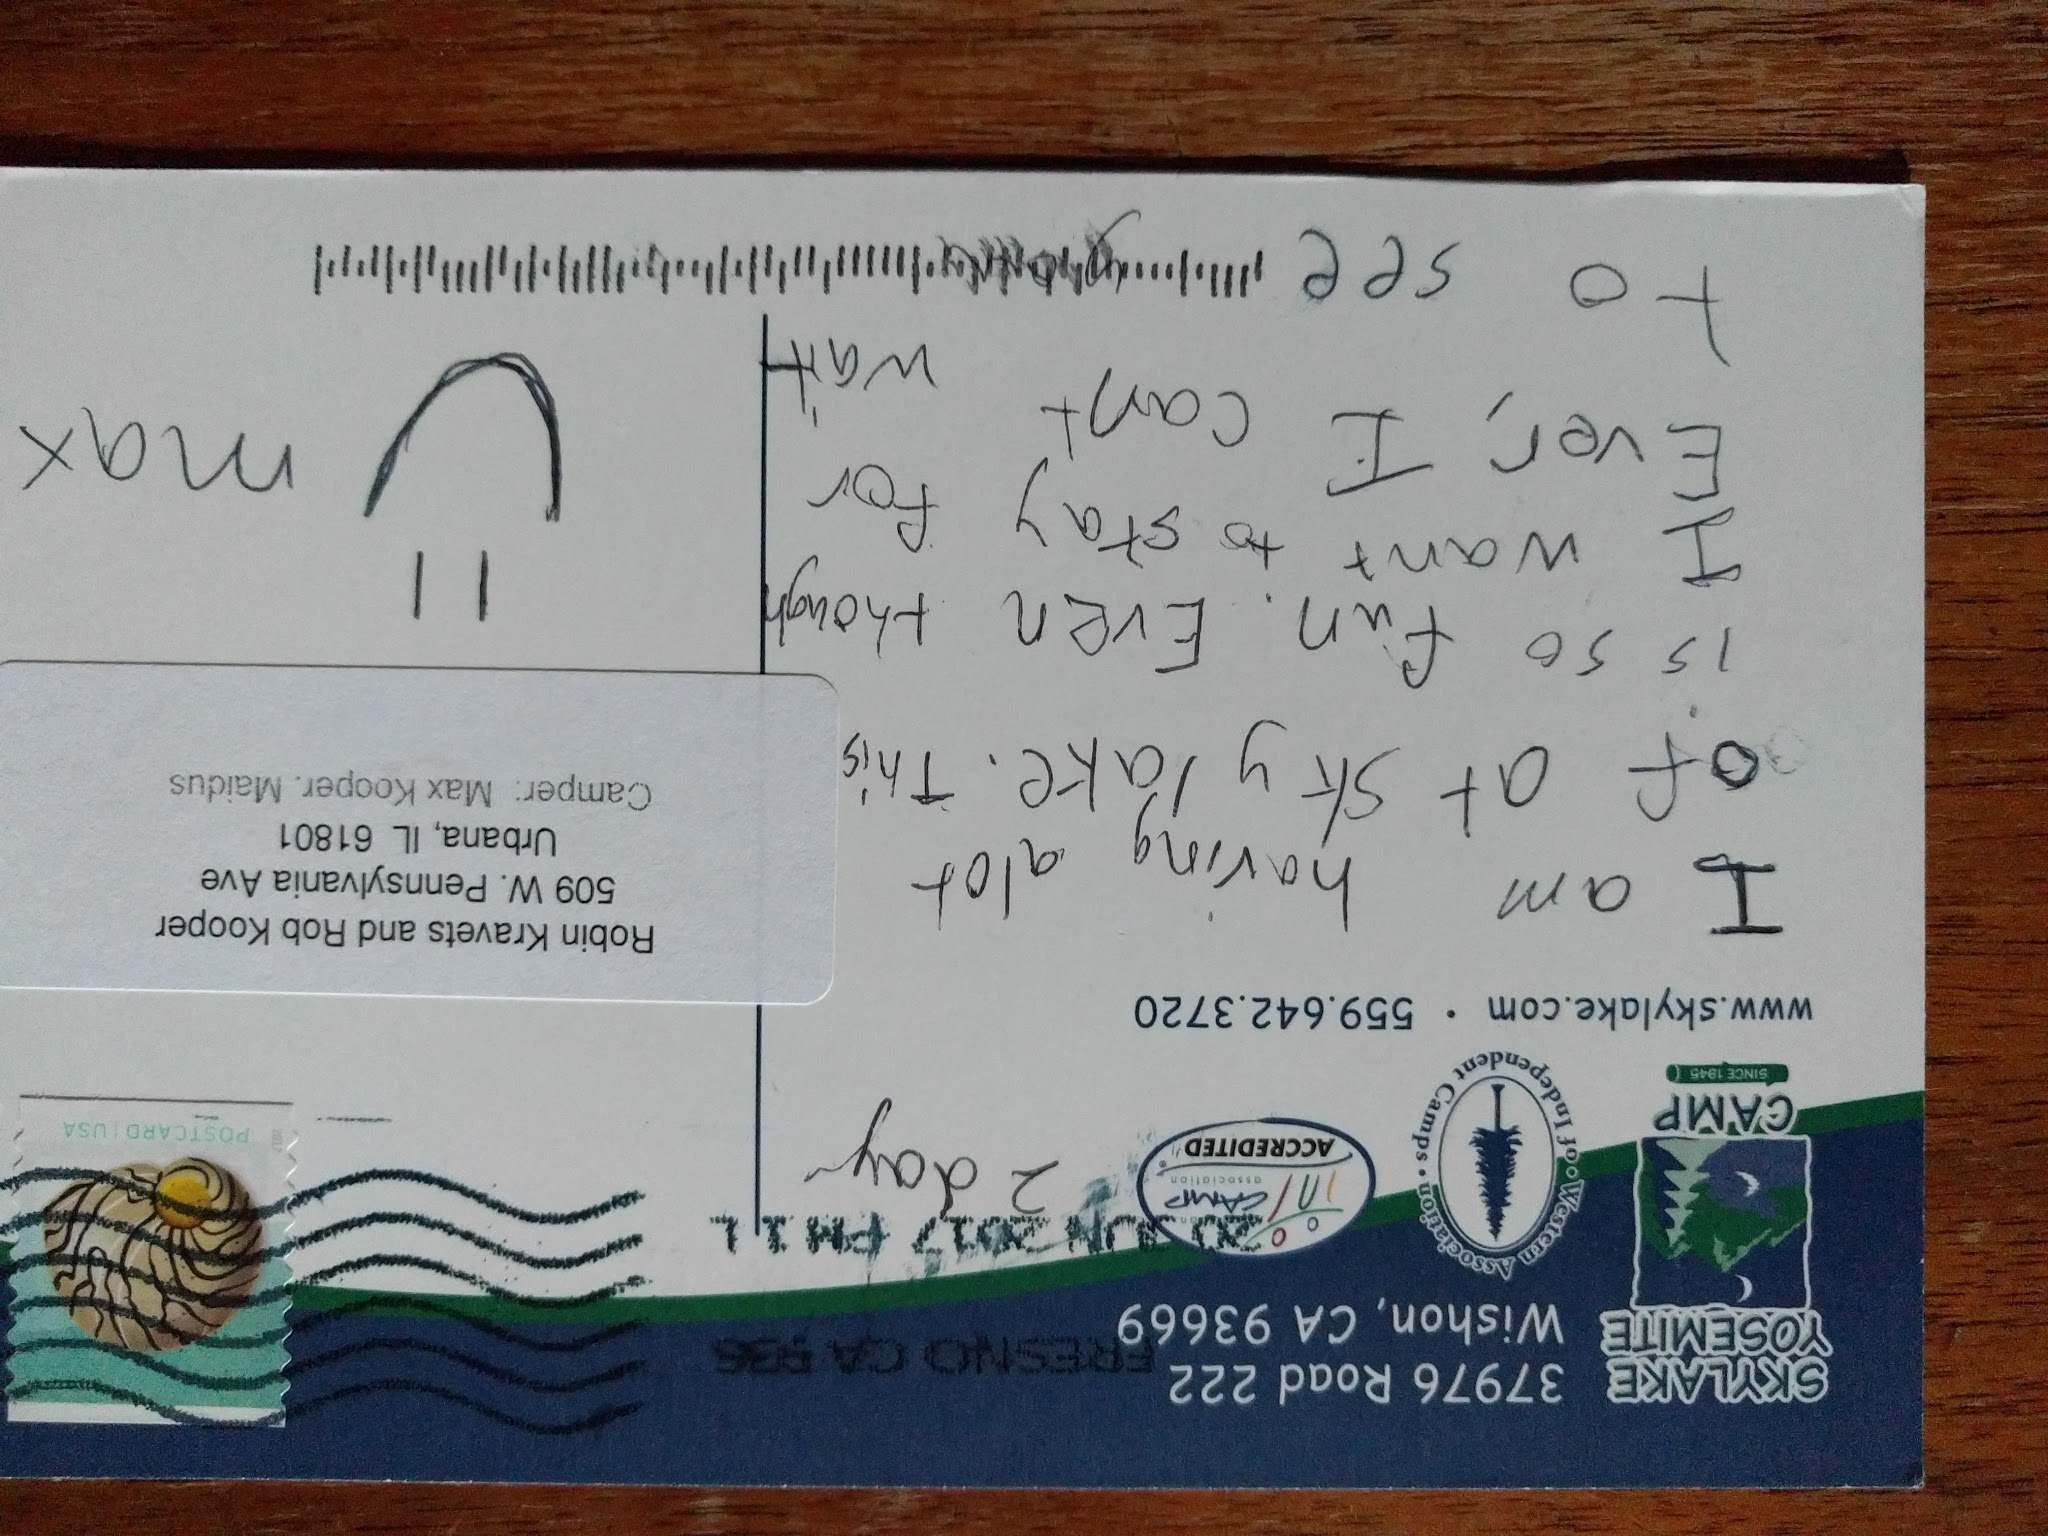 SKYLAKE
YOSEMITE
CAMP
SINCE 1945
37976 Road 222
Wishon, CA 93669
FRESNO CA 936
20 JUN 2017 PM 1 L
Western Association of Independent Camps
american
CAMP
association
ACCREDITED
2 day
POSTCARD | USA
www.skylake.com · 559.642.3720
Robin Kravets and Rob Kooper
509 W. Pennsylvania Ave
Urbana, IL 61801
Camper: Max Kooper. Maidus
I am having alot
of at sky lake. This
is so fun. Even though
I want to stay for
Ever, I cant wait
to see
max